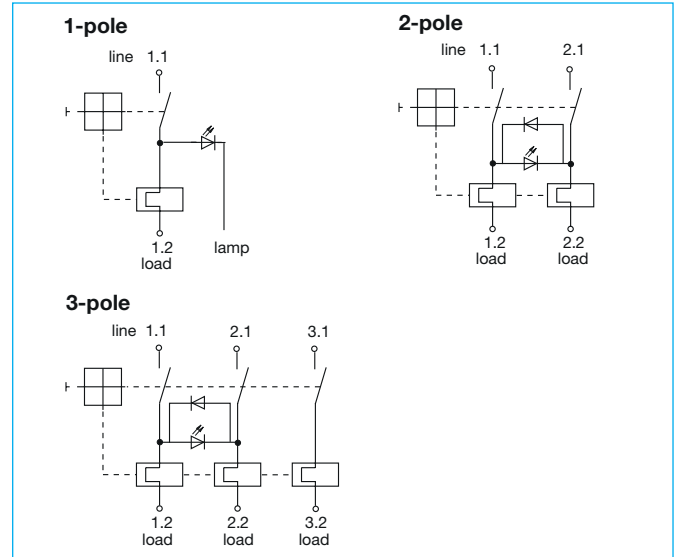 1-pole
line 1.1
1.2
load
lamp
2-pole
line 1.1 2.1
1.2 2.2
load load
3-pole
line 1.1 2.1 3.1
1.2 2.2 3.2
load load load